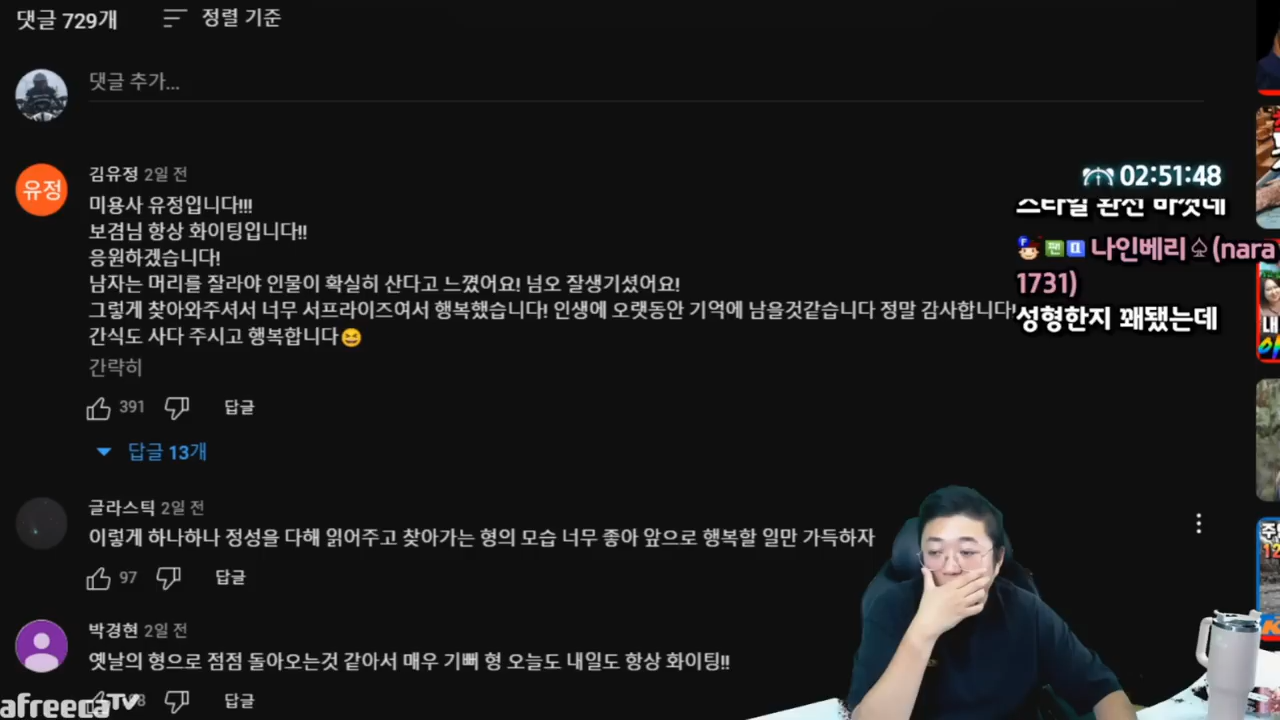 댓글 729개
정렬 기준
댓글 추가...
유정
김유정 2일 전
미용사 유정입니다!!!
보겸님 항상 화이팅입니다!!
응원하겠습니다!
남자는 머리를 잘라야 인물이 확실히 산다고 느꼈어요! 넘오 잘생기셨어요!
그렇게 찾아와주셔서 너무 서프라이즈여서 행복했습니다! 인생에 오랫동안 기억에 남을것같습니다 정말 감사합니다!
간식도 사다 주시고 행복합니다😆
간략히
391
답글
답글 13개
글라스틱 2일 전
이렇게 하나하나 정성을 다해 읽어주고 찾아가는 형의 모습 너무 좋아 앞으로 행복할 일만 가득하자
97
답글
박경현 2일 전
옛날의 형으로 점점 돌아오는것 같아서 매우 기뻐 형 오늘도 내일도 항상 화이팅!!
답글
afreecaTV
02:51:48
스타일 완전 바꼇네
F 팬 나인베리♤(nara
1731)
성형한지 꽤됐는데